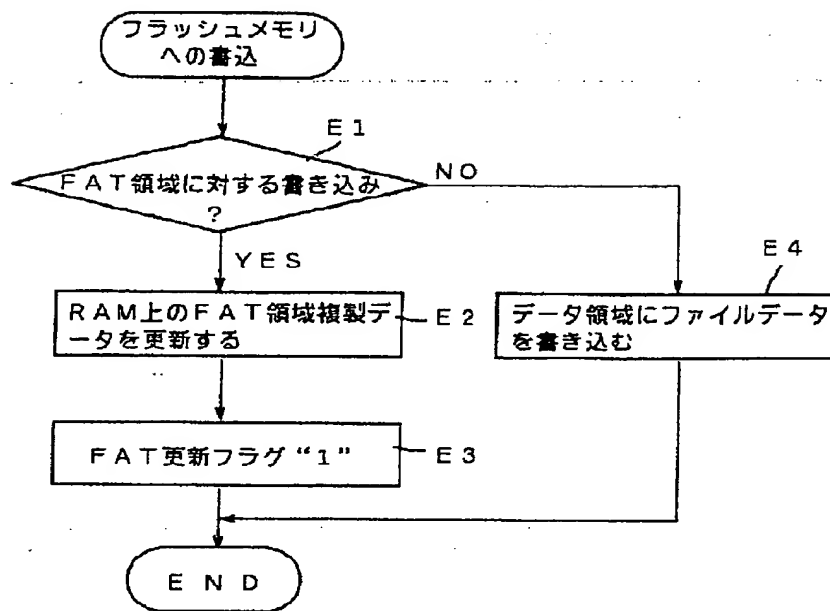 フラッシュメモリ
への書込
E1
FAT領域に対する書き込み
?
NO
YES
E4
RAM上のFAT領域複製デ
ータを更新する
E2
データ領域にファイルデータ
を書き込む
FAT更新フラグ“1”
E3
END